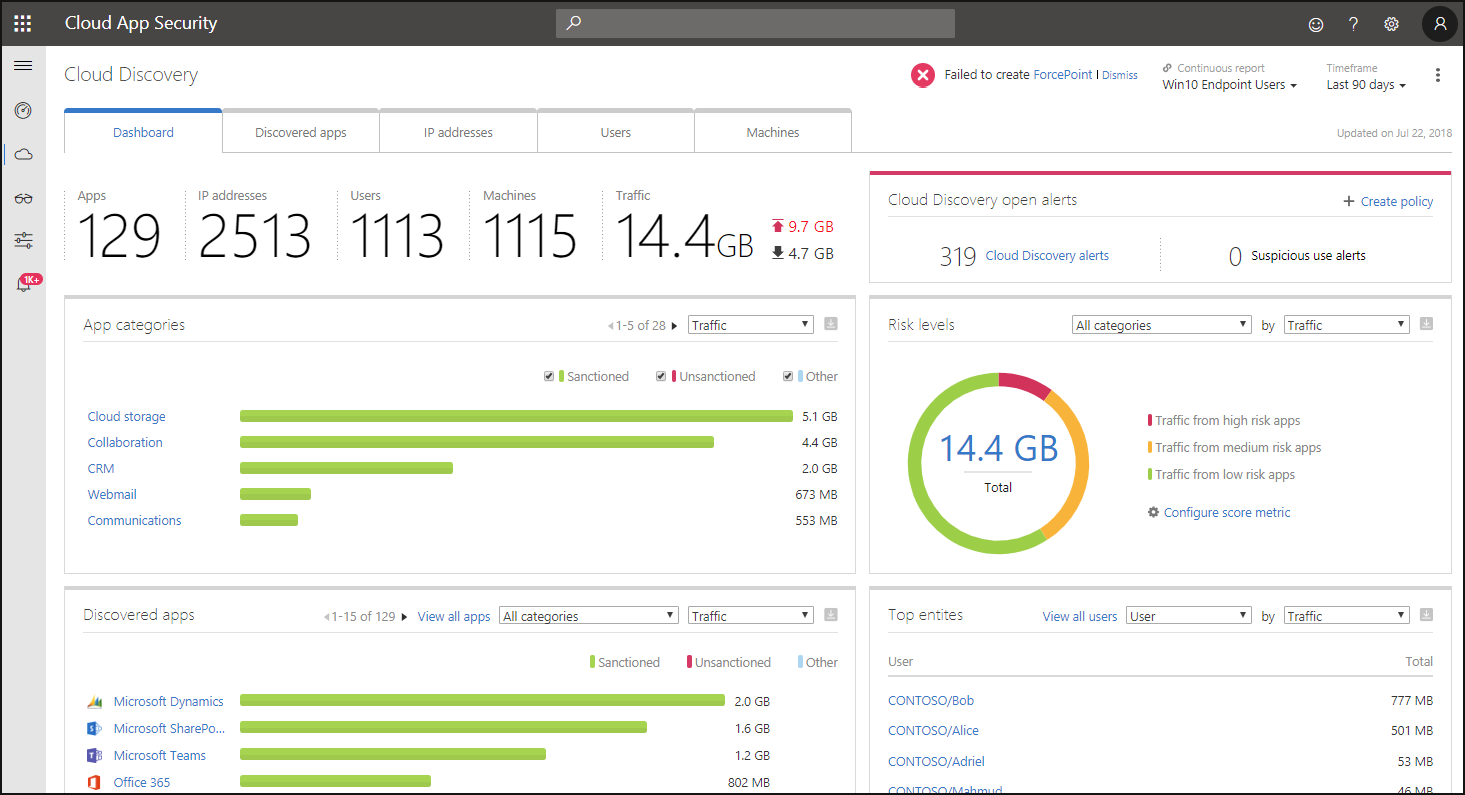 Cloud App Security
?
Cloud Discovery
Failed to create ForcePoint | Dismiss
Continuous report
Win10 Endpoint Users
Timeframe
Last 90 days
Dashboard
Discovered apps
IP addresses
Users
Machines
Updated on Jul 22, 2018
1K+
Apps
129
IP addresses
2513
Users
1113
Machines
1115
Traffic
14.4 GB
9.7 GB
4.7 GB
Cloud Discovery open alerts
+ Create policy
319 Cloud Discovery alerts
0 Suspicious use alerts
App categories
1-5 of 28
Traffic
Sanctioned
Unsanctioned
Other
Cloud storage 5.1 GB
Collaboration 4.4 GB
CRM 2.0 GB
Webmail 673 MB
Communications 553 MB
Risk levels
All categories by Traffic
14.4 GB
Total
Traffic from high risk apps
Traffic from medium risk apps
Traffic from low risk apps
Configure score metric
Discovered apps
1-15 of 129
View all apps
All categories
Traffic
Sanctioned
Unsanctioned
Other
Microsoft Dynamics 2.0 GB
Microsoft SharePo... 1.6 GB
Microsoft Teams 1.2 GB
Office 365 802 MB
Top entites
View all users
User by Traffic
User Total
CONTOSO/Bob 777 MB
CONTOSO/Alice 501 MB
CONTOSO/Adriel 53 MB
CONTOSO/Mahmud 46 MB